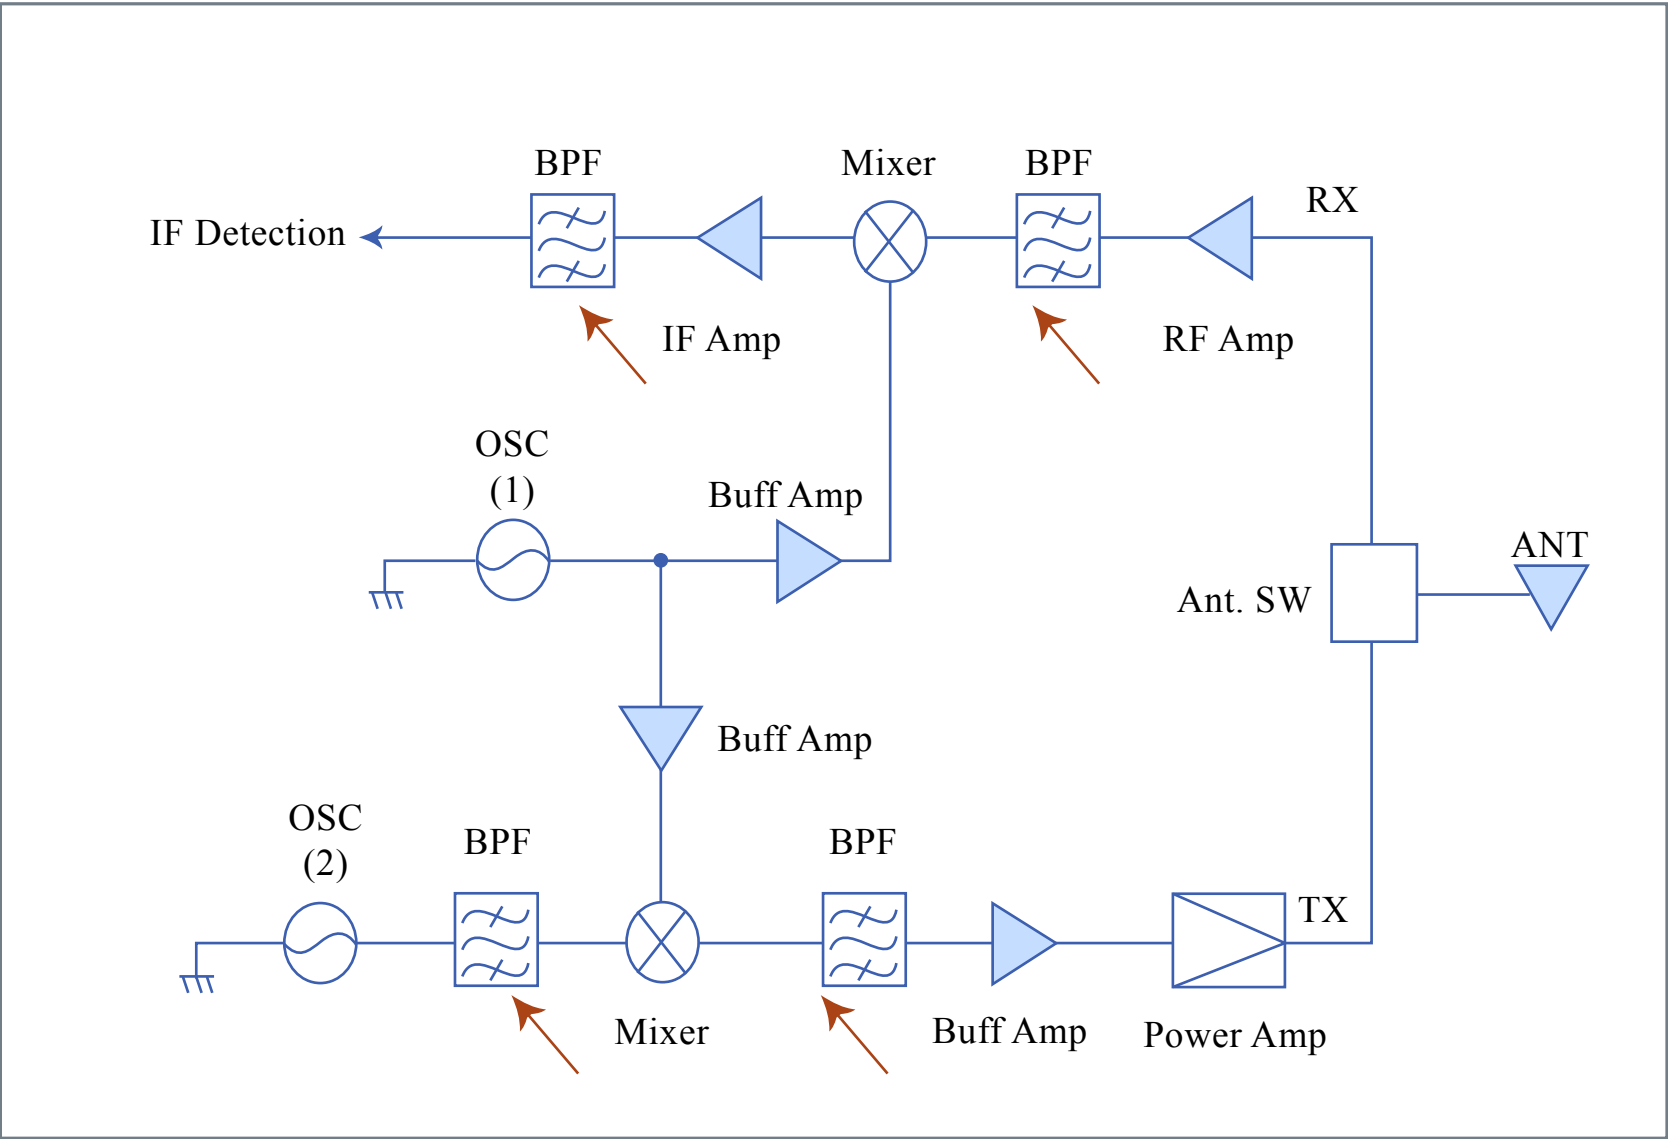 BPF
Mixer
BPF
RX
IF Detection
IF Amp
RF Amp
OSC
(1)
Buff Amp
ANT
Ant. SW
Buff Amp
OSC
(2)
BPF
BPF
TX
Mixer
Buff Amp
Power Amp